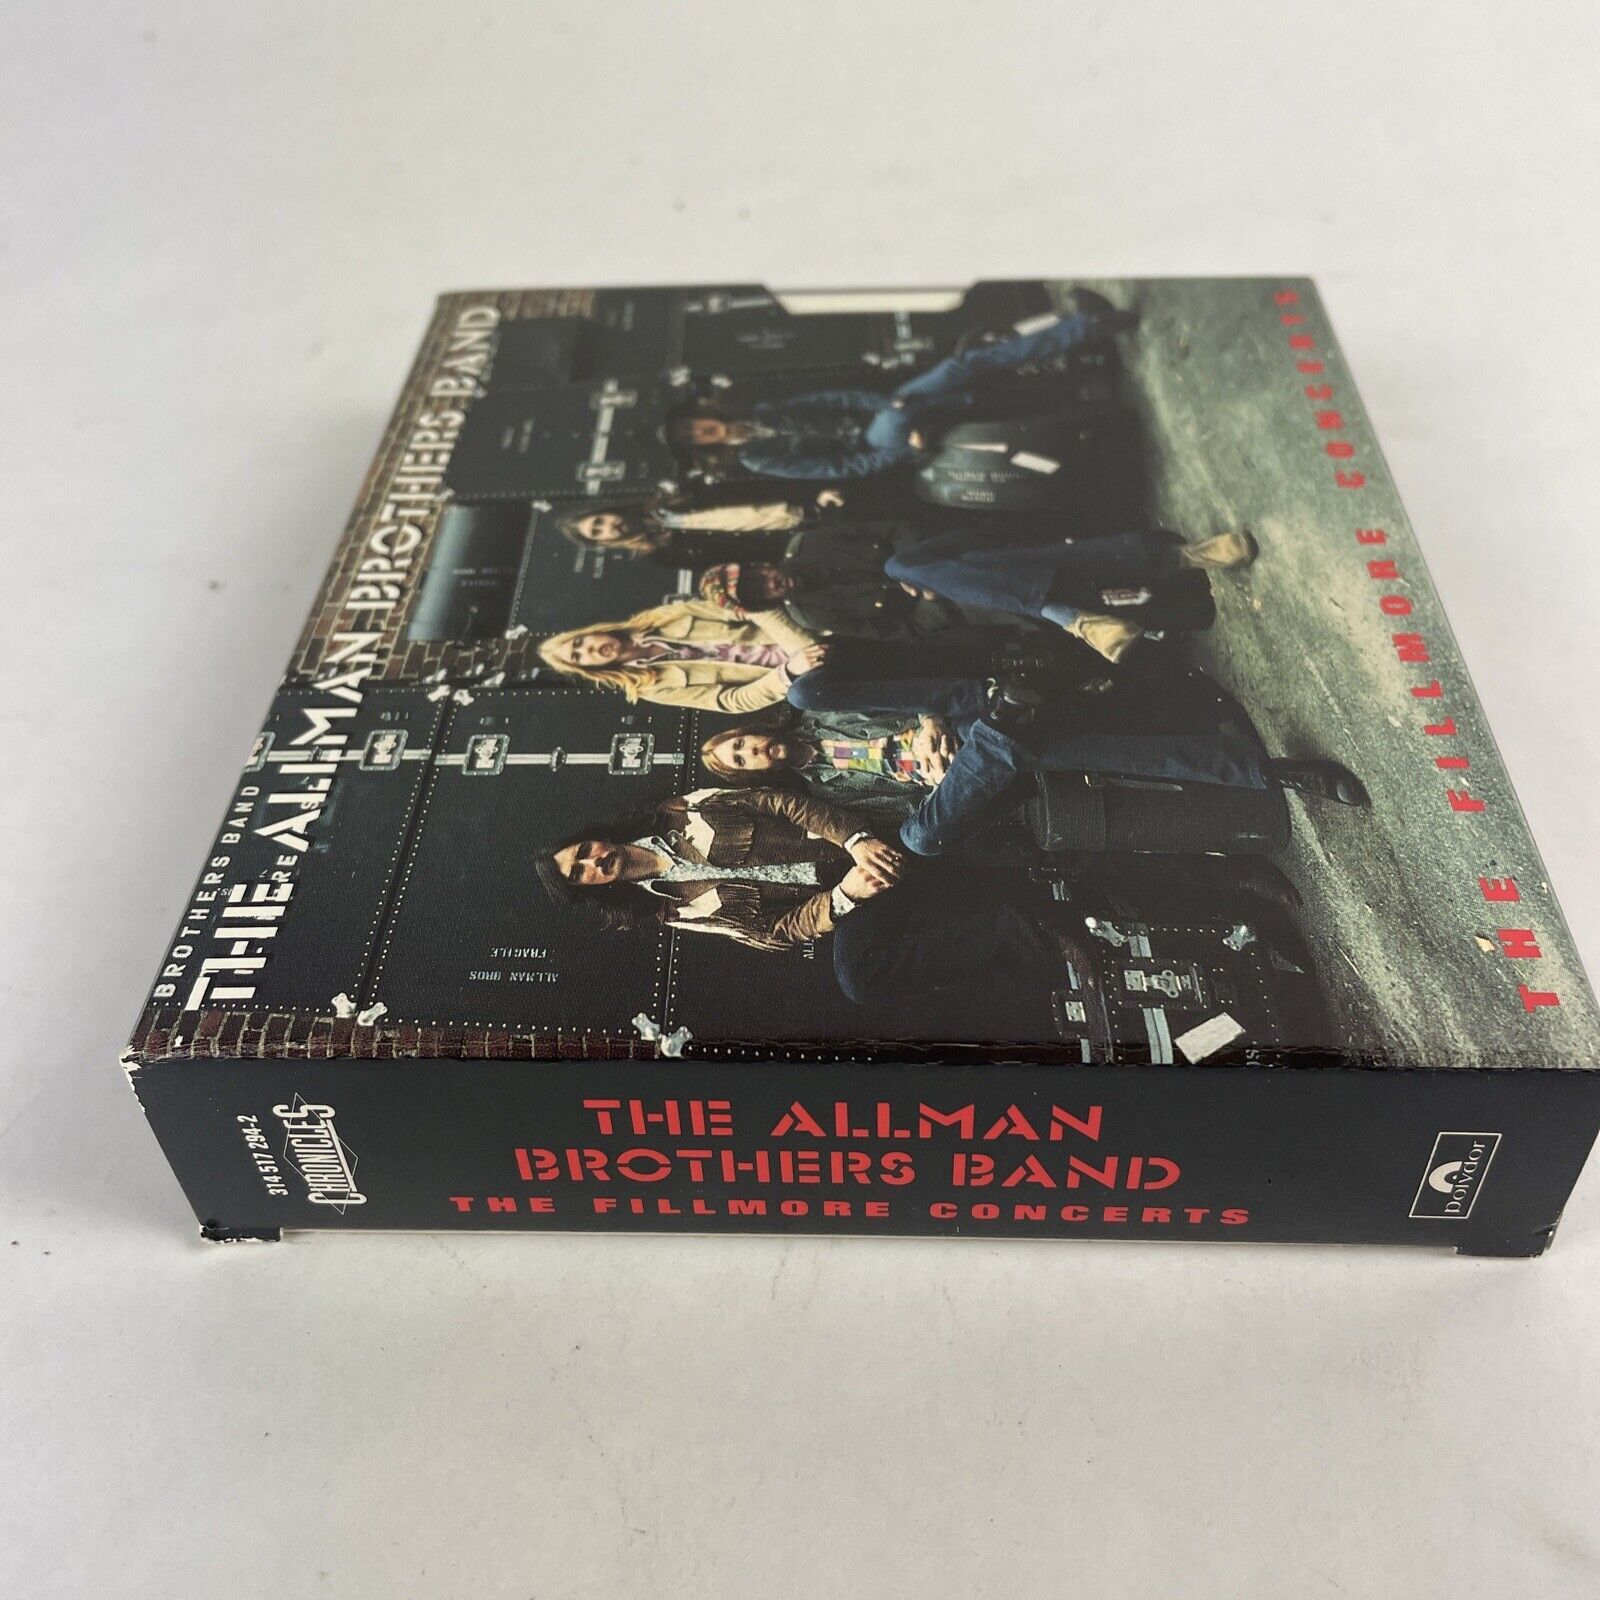 THE ALLMAN BROTHERS BAND
BROTHERS BAND
THE FILLMORE CONCERTS
ALLMAN BROS
FRAGILE
314 517 294-2
CHRONICLES
THE ALLMAN
BROTHERS BAND
THE FILLMORE CONCERTS
polydor